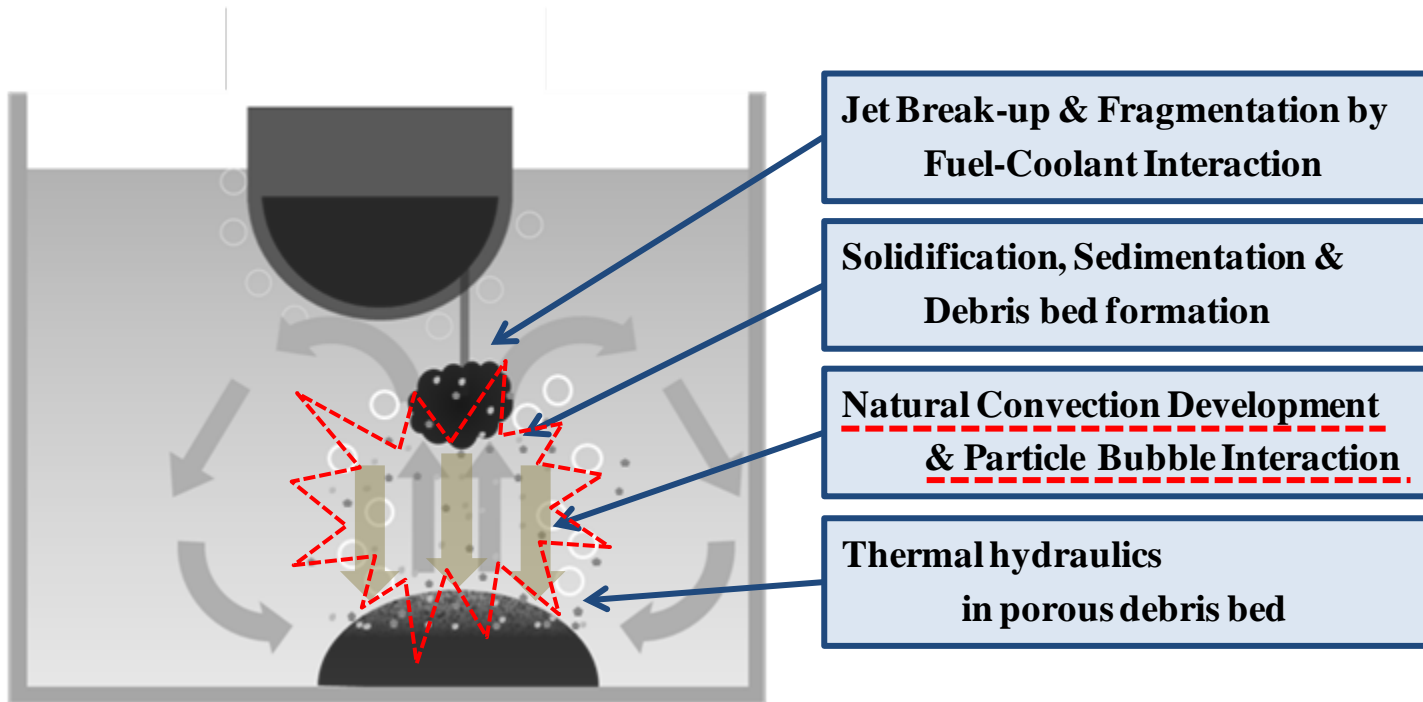 Jet Break-up & Fragmentation by
Fuel-Coolant Interaction
Solidification, Sedimentation &
Debris bed formation
Natural Convection Development
& Particle Bubble Interaction
Thermal hydraulics
in porous debris bed